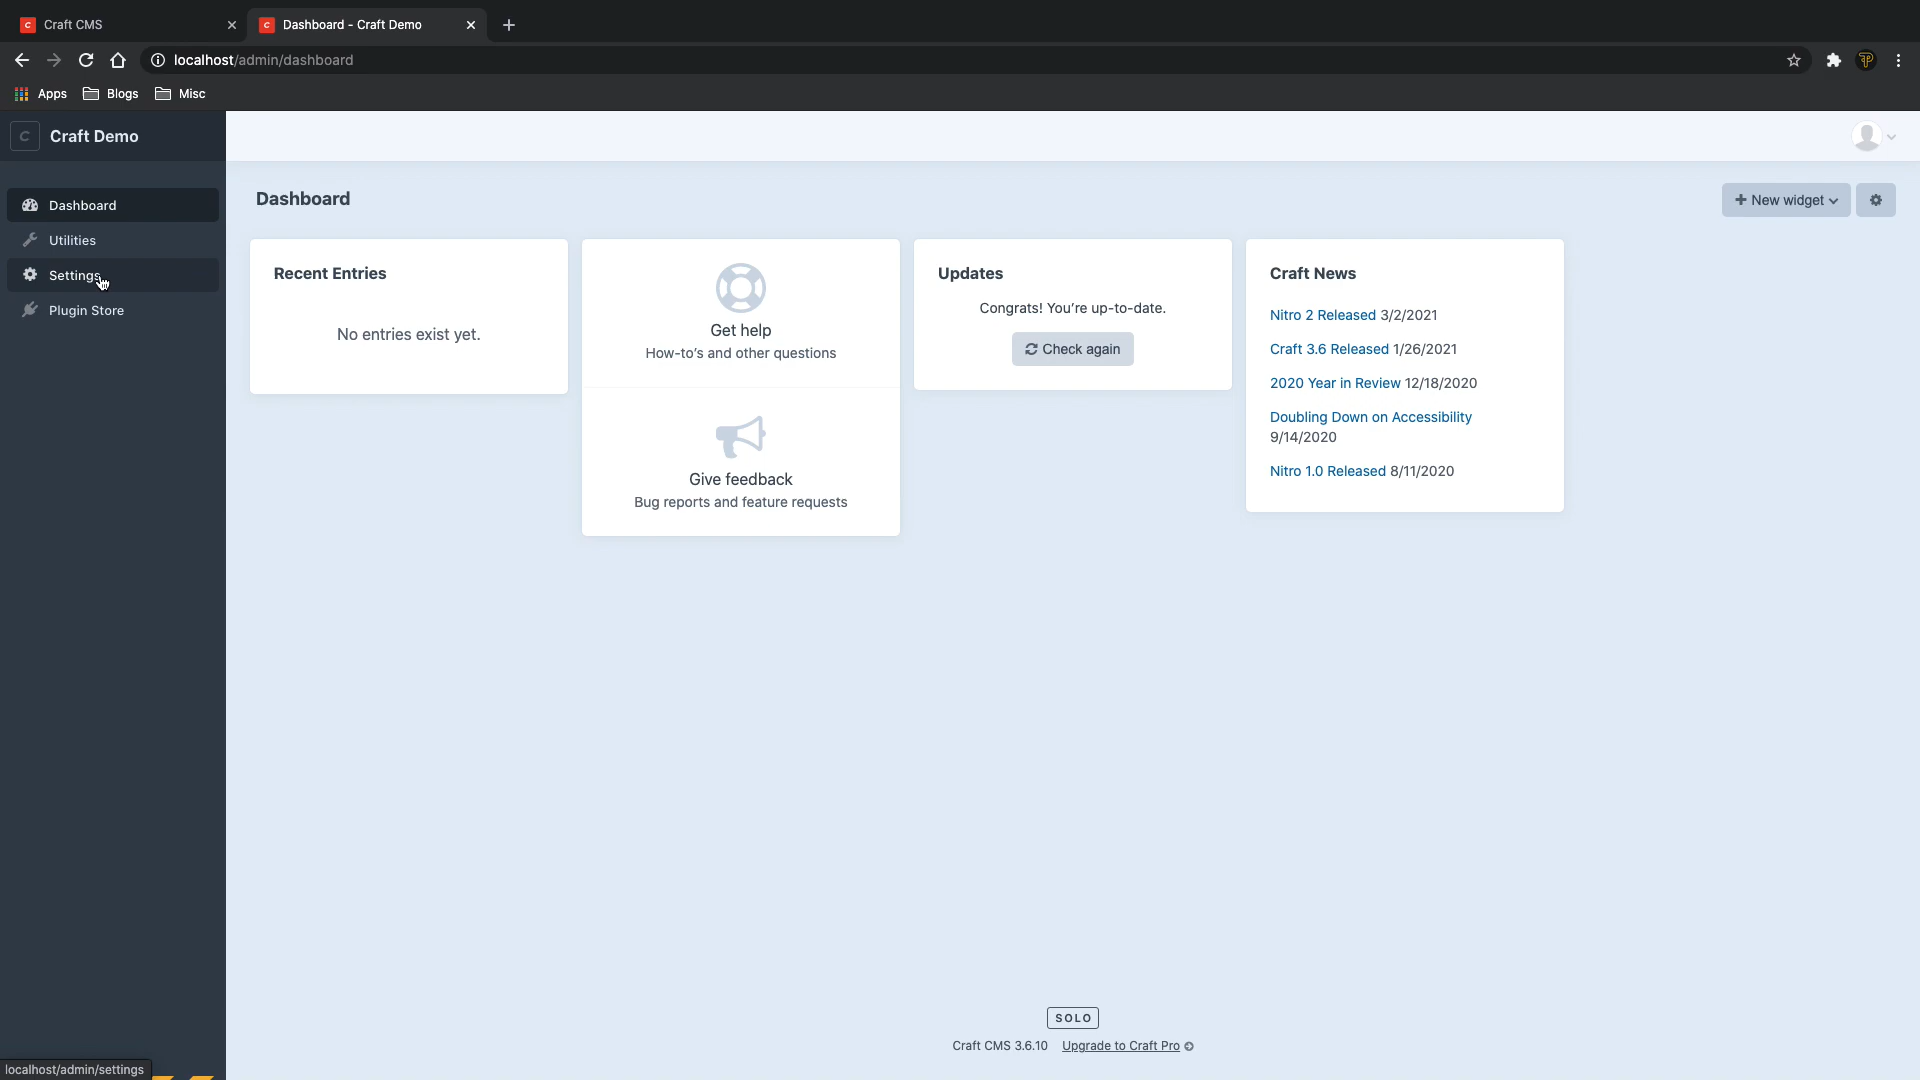 Craft CMS
Dashboard - Craft Demo
localhost/admin/dashboard
Apps
Blogs
Misc
C
Craft Demo
Dashboard
Utilities
Settings
Plugin Store
Dashboard
New widget
Recent Entries
No entries exist yet.
Get help
How-to's and other questions
Give feedback
Bug reports and feature requests
Updates
Congrats! You're up-to-date.
Check again
Craft News
Nitro 2 Released 3/2/2021
Craft 3.6 Released 1/26/2021
2020 Year in Review 12/18/2020
Doubling Down on Accessibility
9/14/2020
Nitro 1.0 Released 8/11/2020
SOLO
Craft CMS 3.6.10 Upgrade to Craft Pro
localhost/admin/settings